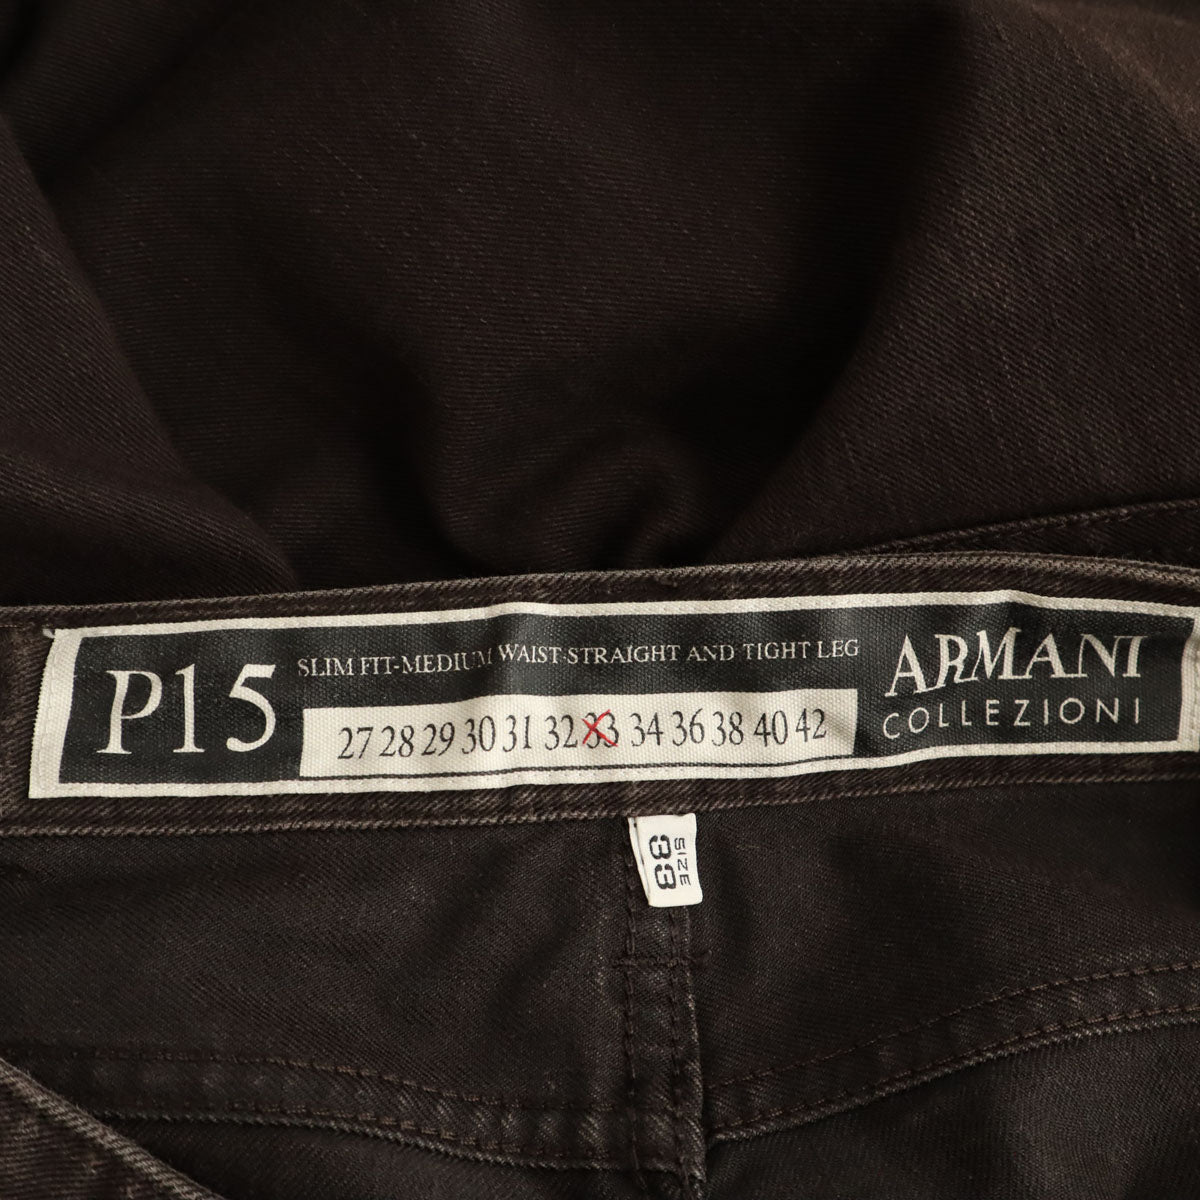 P15
SLIM FIT-MEDIUM WAIST-STRAIGHT AND TIGHT LEG
27 28 29 30 31 32 33 34 36 38 40 42
ARMANI
COLLEZIONI
SIZE
33